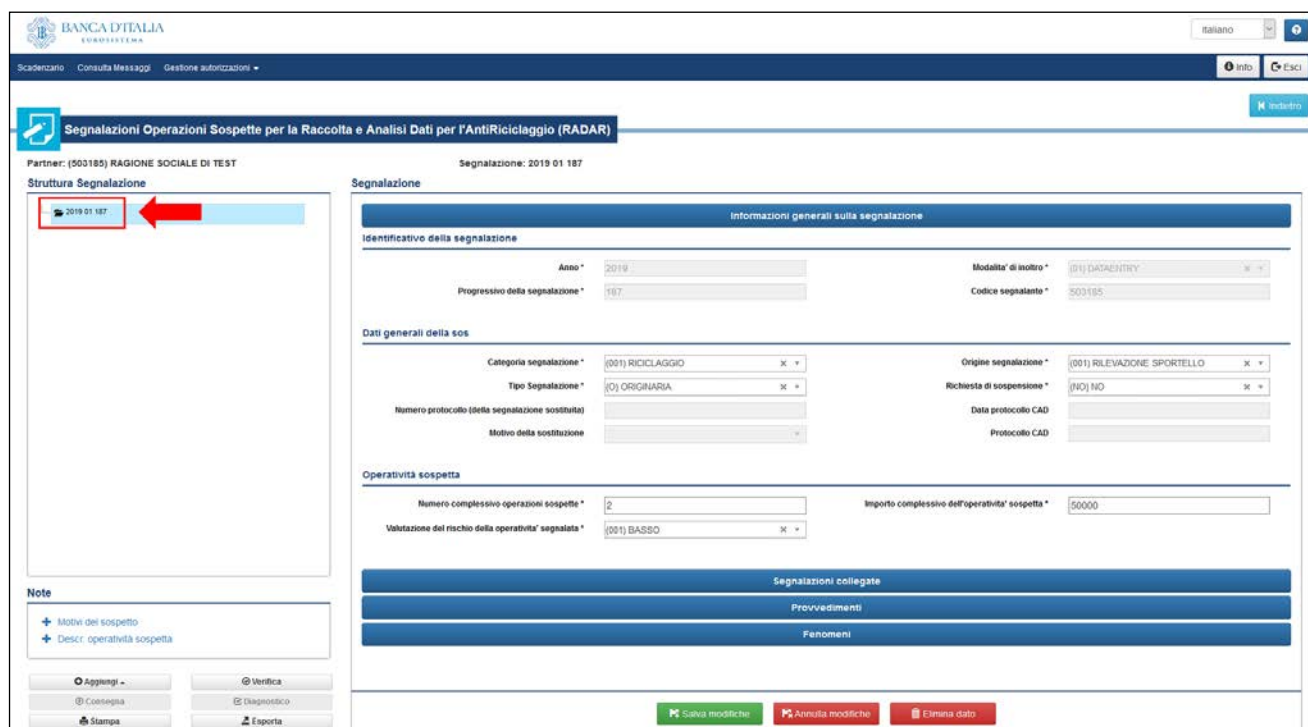 BANCA D'ITALIA
EUROSISTEMA
Italiano
Scadenzario Consulta Messaggi Gestione autorizzazioni
Info Esci
Indietro
Segnalazioni Operazioni Sospette per la Raccolta e Analisi Dati per l'AntiRiciclaggio (RADAR)
Partner: (503185) RAGIONE SOCIALE DI TEST Segnalazione: 2019 01 187
Struttura Segnalazione
2019 01 187
Segnalazione
Informazioni generali sulla segnalazione
Identificativo della segnalazione
Anno * 2019 Modalita' di inoltro * (01) DATAENTRY
Progressivo della segnalazione * 187 Codice segnalante * 503185
Dati generali della sos
Categoria segnalazione * (001) RICICLAGGIO Origine segnalazione * (001) RILEVAZIONE SPORTELLO
Tipo Segnalazione * (O) ORIGINARIA Richiesta di sospensione * (NO) NO
Numero protocollo (della segnalazione sostituita) Data protocollo CAD
Motivo della sostituzione Protocollo CAD
Operatività sospetta
Numero complessivo operazioni sospette * 2 Importo complessivo dell'operativita' sospetta * 50000
Valutazione del rischio della operativita' segnalata * (001) BASSO
Segnalazioni collegate
Provvedimenti
Fenomeni
Note
Motivi del sospetto
Descr. operatività sospetta
Aggiungi Verifica
Consegna Diagnostico
Stampa Esporta
Salva modifiche Annulla modifiche Elimina dato